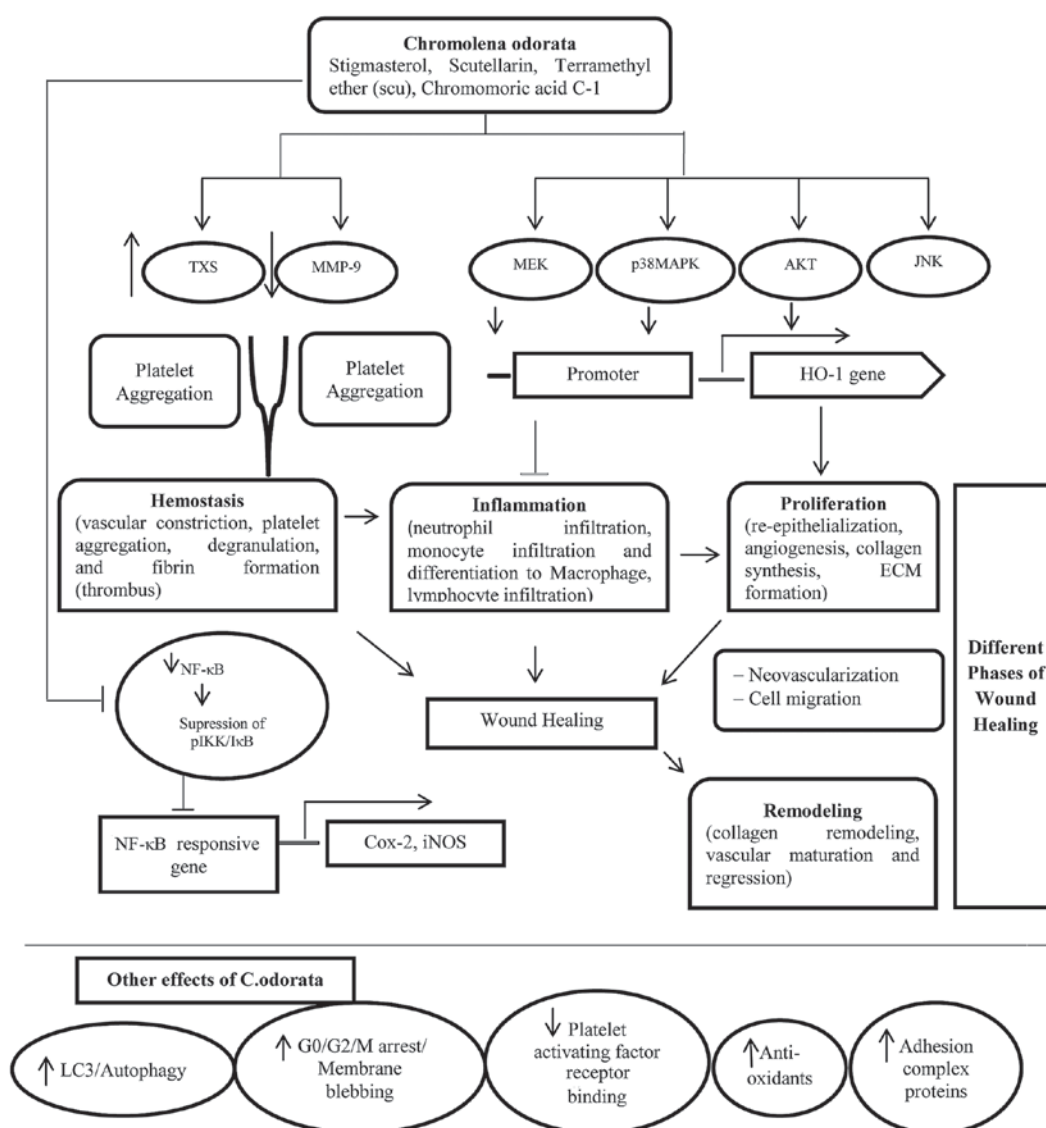 Chromolena odorata
Stigmasterol, Scutellarin, Terramethyl
ether (scu), Chromomoric acid C-1
TXS
MMP-9
MEK
p38MAPK
AKT
JNK
Platelet
Aggregation
Platelet
Aggregation
Promoter
HO-1 gene
Hemostasis
(vascular constriction, platelet
aggregation, degranulation,
and fibrin formation
(thrombus)
Inflammation
(neutrophil infiltration,
monocyte infiltration and
differentiation to Macrophage,
lymphocyte infiltration)
Proliferation
(re-epithelialization,
angiogenesis, collagen
synthesis, ECM
formation)
Different
Phases of
Wound
Healing
NF-κB
Supression of
pIKK/IκB
Wound Healing
– Neovascularization
– Cell migration
NF-κB responsive
gene
Cox-2, iNOS
Remodeling
(collagen remodeling,
vascular maturation and
regression)
Other effects of C.odorata
LC3/Autophagy
G0/G2/M arrest/
Membrane
blebbing
Platelet
activating factor
receptor
binding
Anti-
oxidants
Adhesion
complex
proteins